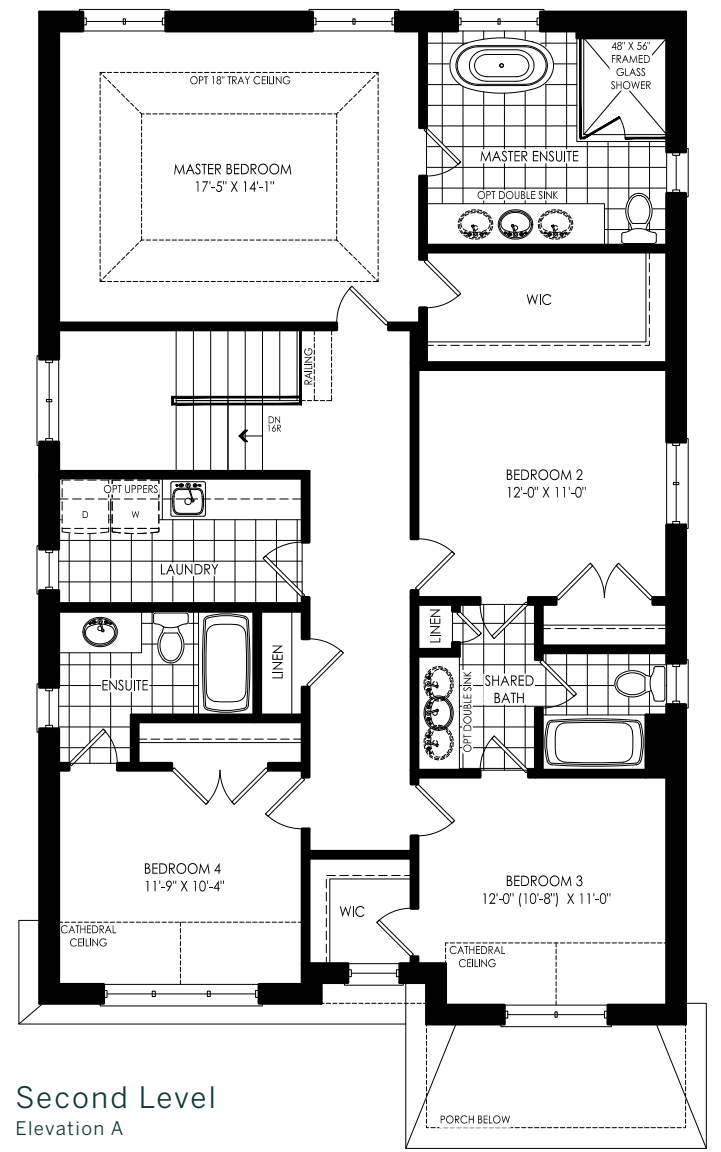 OPT 18" TRAY CEILING
MASTER BEDROOM
17'-5" X 14'-1"
48" X 56"
FRAMED
GLASS
SHOWER
MASTER ENSUITE
OPT DOUBLE SINK
WIC
RAILING
DN
16R
BEDROOM 2
12'-0" X 11'-0"
OPT UPPERS
D
W
LAUNDRY
LINEN
LINEN
ENSUITE
SHARED
BATH
OPT DOUBLE SINK
BEDROOM 4
11'-9" X 10'-4"
WIC
BEDROOM 3
12'-0" (10'-8") X 11'-0"
CATHEDRAL
CEILING
CATHEDRAL
CEILING
PORCH BELOW
Second Level
Elevation A